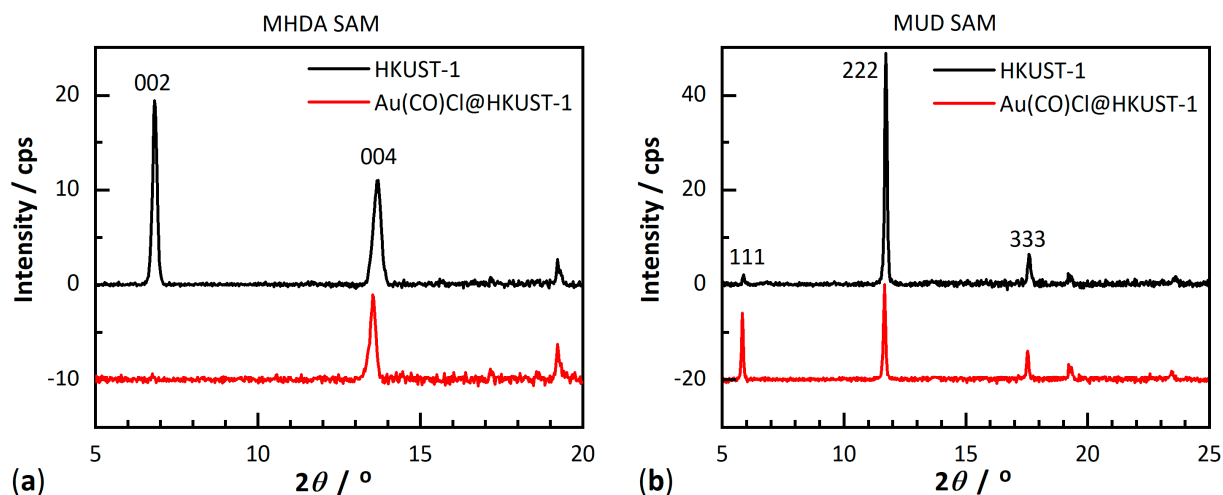 MHDA SAM
HKUST-1
Au(CO)Cl@HKUST-1
002
004
Intensity / cps
20
10
0
-10
5
10
15
20
2θ / º
(a)
MUD SAM
HKUST-1
Au(CO)Cl@HKUST-1
222
111
333
Intensity / cps
40
20
0
-20
5
10
15
20
25
2θ / º
(b)